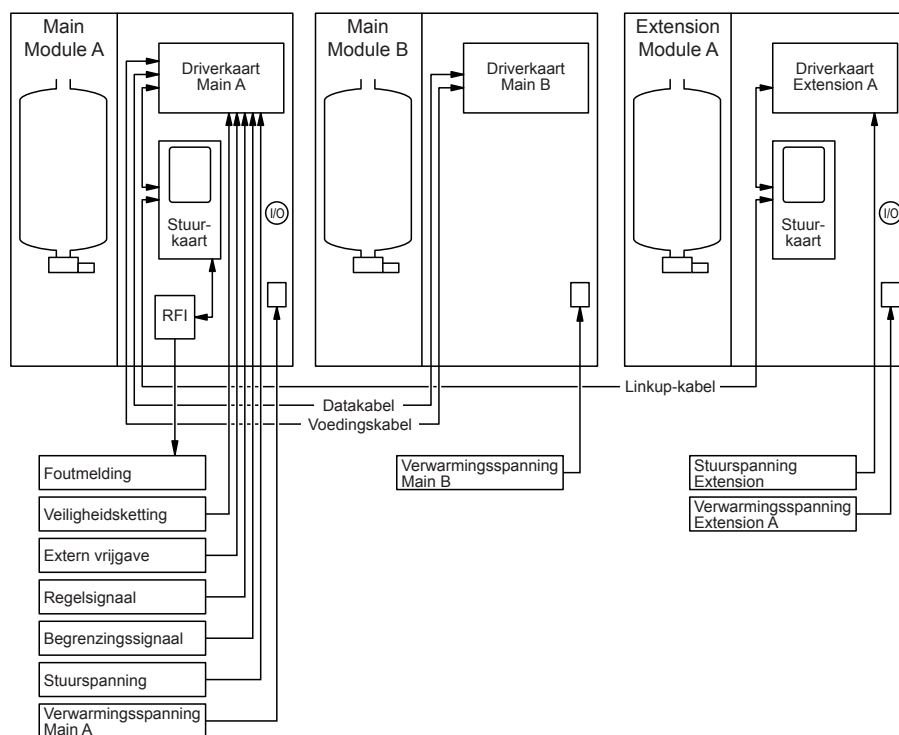 Main
Module A
Driverkaart
Main A
Stuur-
kaart
I/O
RFI
Main
Module B
Driverkaart
Main B
Extension
Module A
Driverkaart
Extension A
Stuur-
kaart
I/O
Linkup-kabel
Datakabel
Voedingskabel
Foutmelding
Veiligheidsketting
Extern vrijgave
Regelsignaal
Begrenzingssignaal
Stuurspanning
Verwarmingsspanning
Main A
Verwarmingsspanning
Main B
Stuurspanning
Extension
Verwarmingsspanning
Extension A